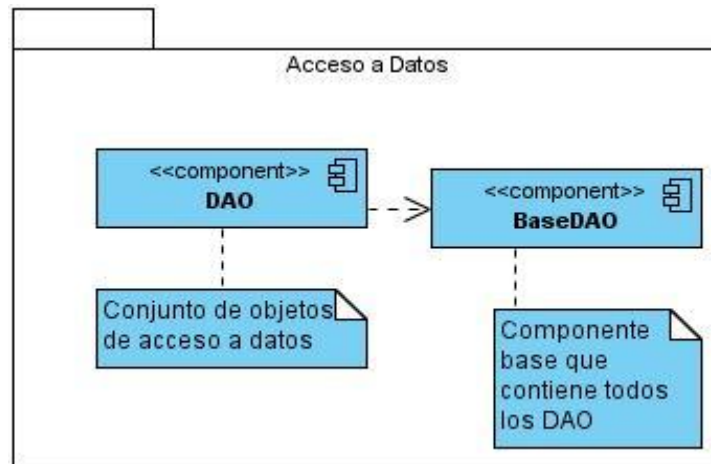 Acceso a Datos
<<component>>
DAO
<<component>>
BaseDAO
Conjunto de objetos
de acceso a datos
Componente
base que
contiene todos
los DAO